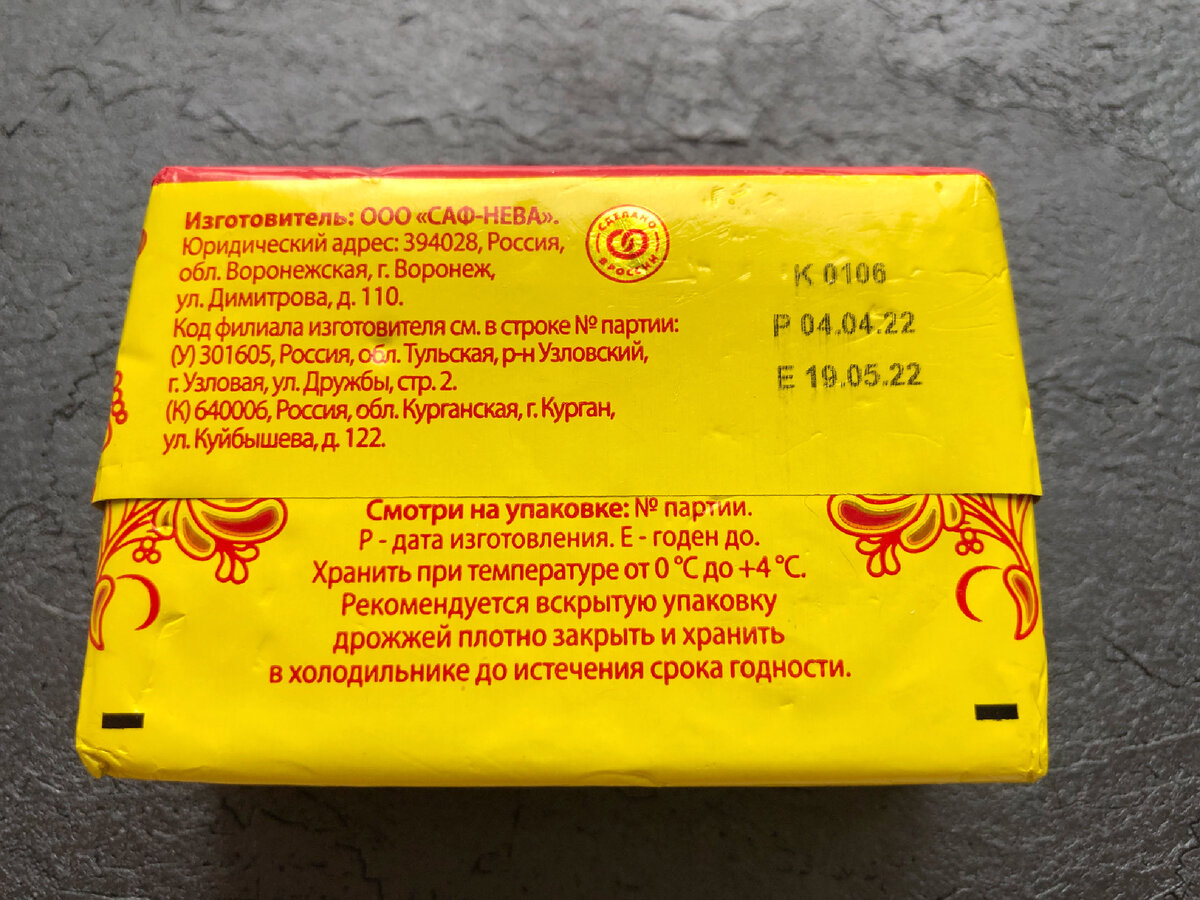 Изготовитель: ООО «САФ-НЕВА».
Юридический адрес: 394028, Россия,
обл. Воронежская, г. Воронеж,
ул. Димитрова, д. 110.
Код филиала изготовителя см. в строке № партии:
(У) 301605, Россия, обл. Тульская, р-н Узловский,
г. Узловая, ул. Дружбы, стр. 2.
(К) 640006, Россия, обл. Курганская, г. Курган,
ул. Куйбышева, д. 122.
СДЕЛАНО
В РОССИИ
К 0106
Р 04.04.22
Е 19.05.22
Смотри на упаковке: № партии.
Р - дата изготовления. Е - годен до.
Хранить при температуре от 0 °С до +4 °С.
Рекомендуется вскрытую упаковку
дрожжей плотно закрыть и хранить
в холодильнике до истечения срока годности.